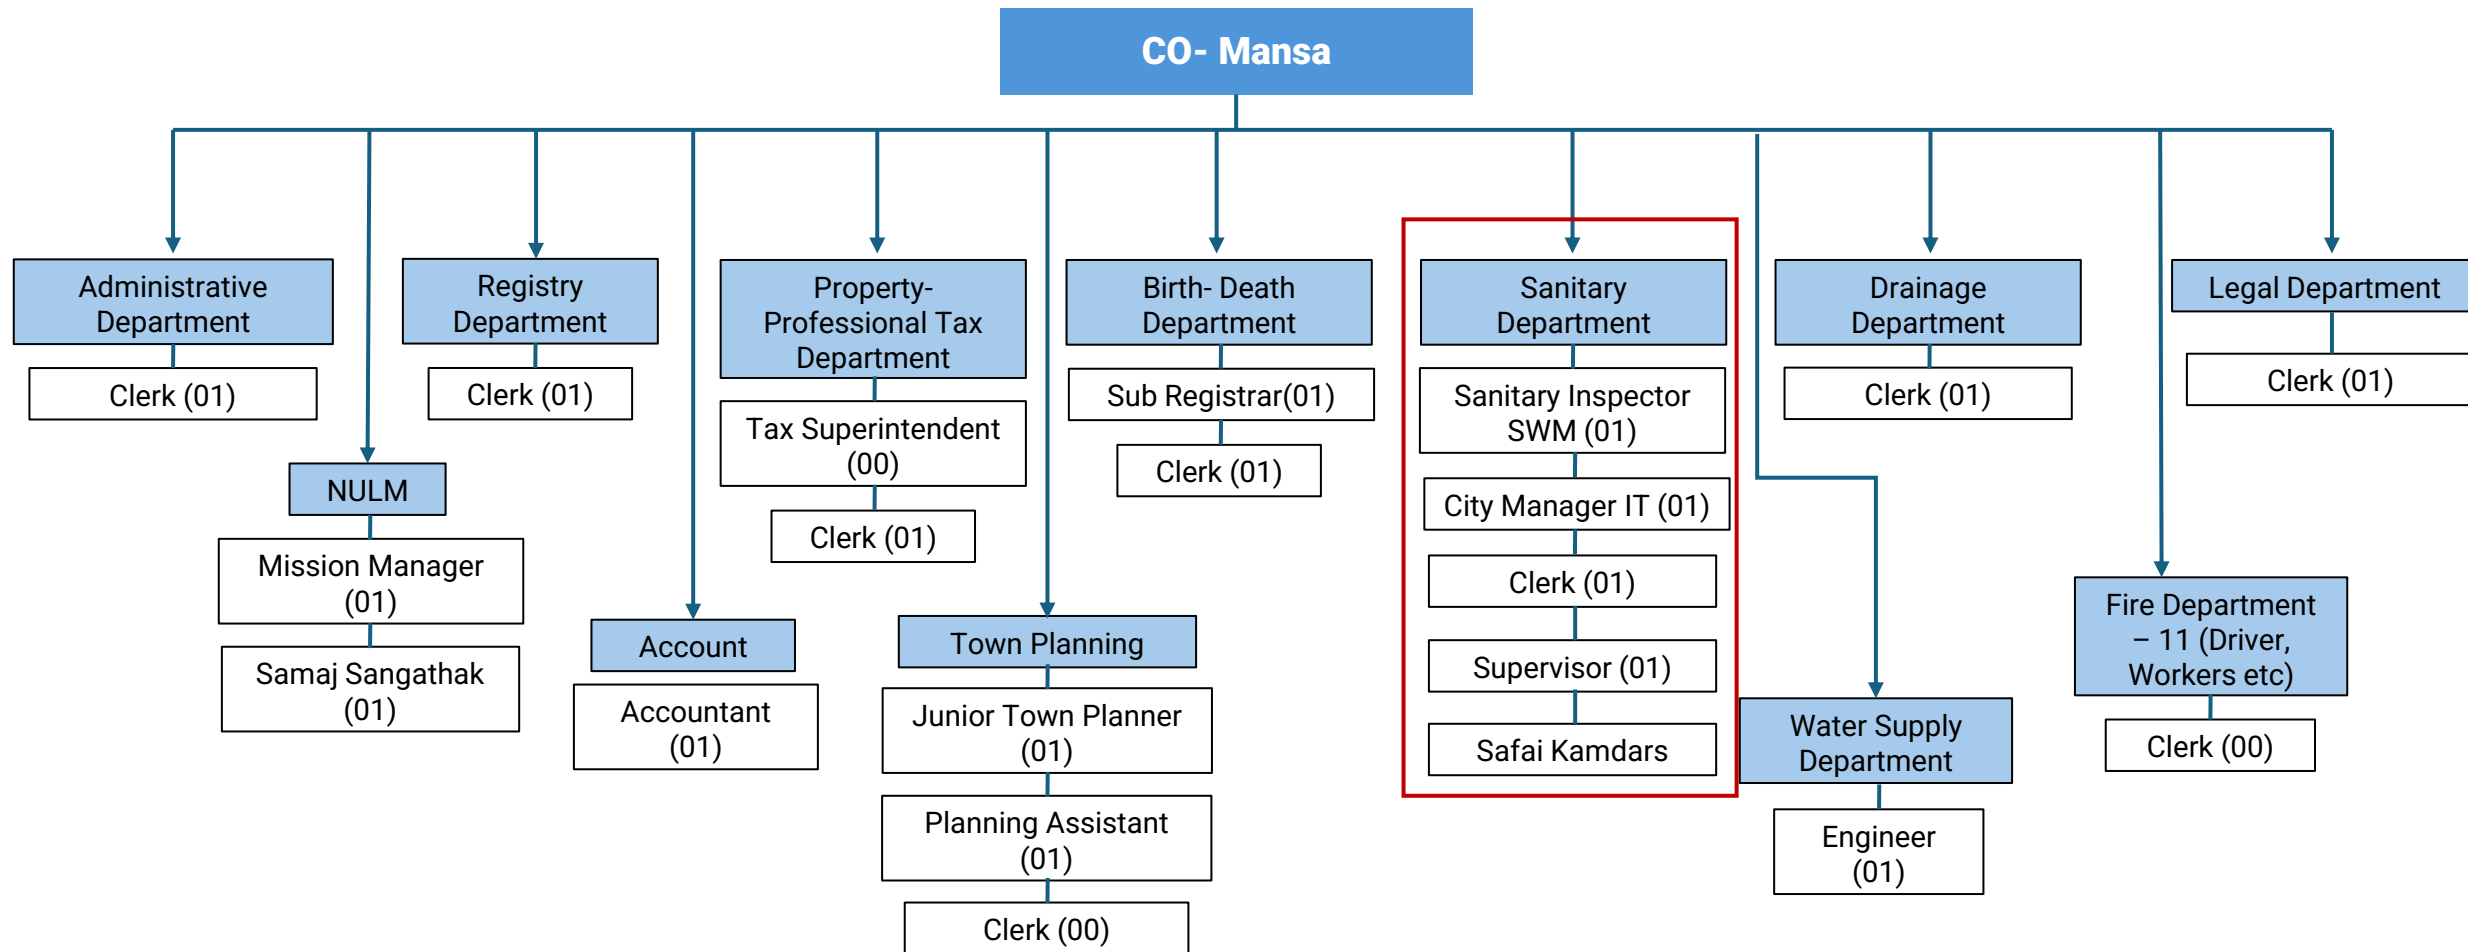 CO- Mansa
Administrative
Department
Clerk (01)
NULM
Mission Manager
(01)
Samaj Sangathak
(01)
Registry
Department
Clerk (01)
Account
Accountant
(01)
Property-
Professional Tax
Department
Tax Superintendent
(00)
Clerk (01)
Town Planning
Junior Town Planner
(01)
Planning Assistant
(01)
Clerk (00)
Birth- Death
Department
Sub Registrar(01)
Clerk (01)
Sanitary
Department
Sanitary Inspector
SWM (01)
City Manager IT (01)
Clerk (01)
Supervisor (01)
Safai Kamdars
Water Supply
Department
Engineer
(01)
Drainage
Department
Clerk (01)
Fire Department
– 11 (Driver,
Workers etc)
Clerk (00)
Legal Department
Clerk (01)